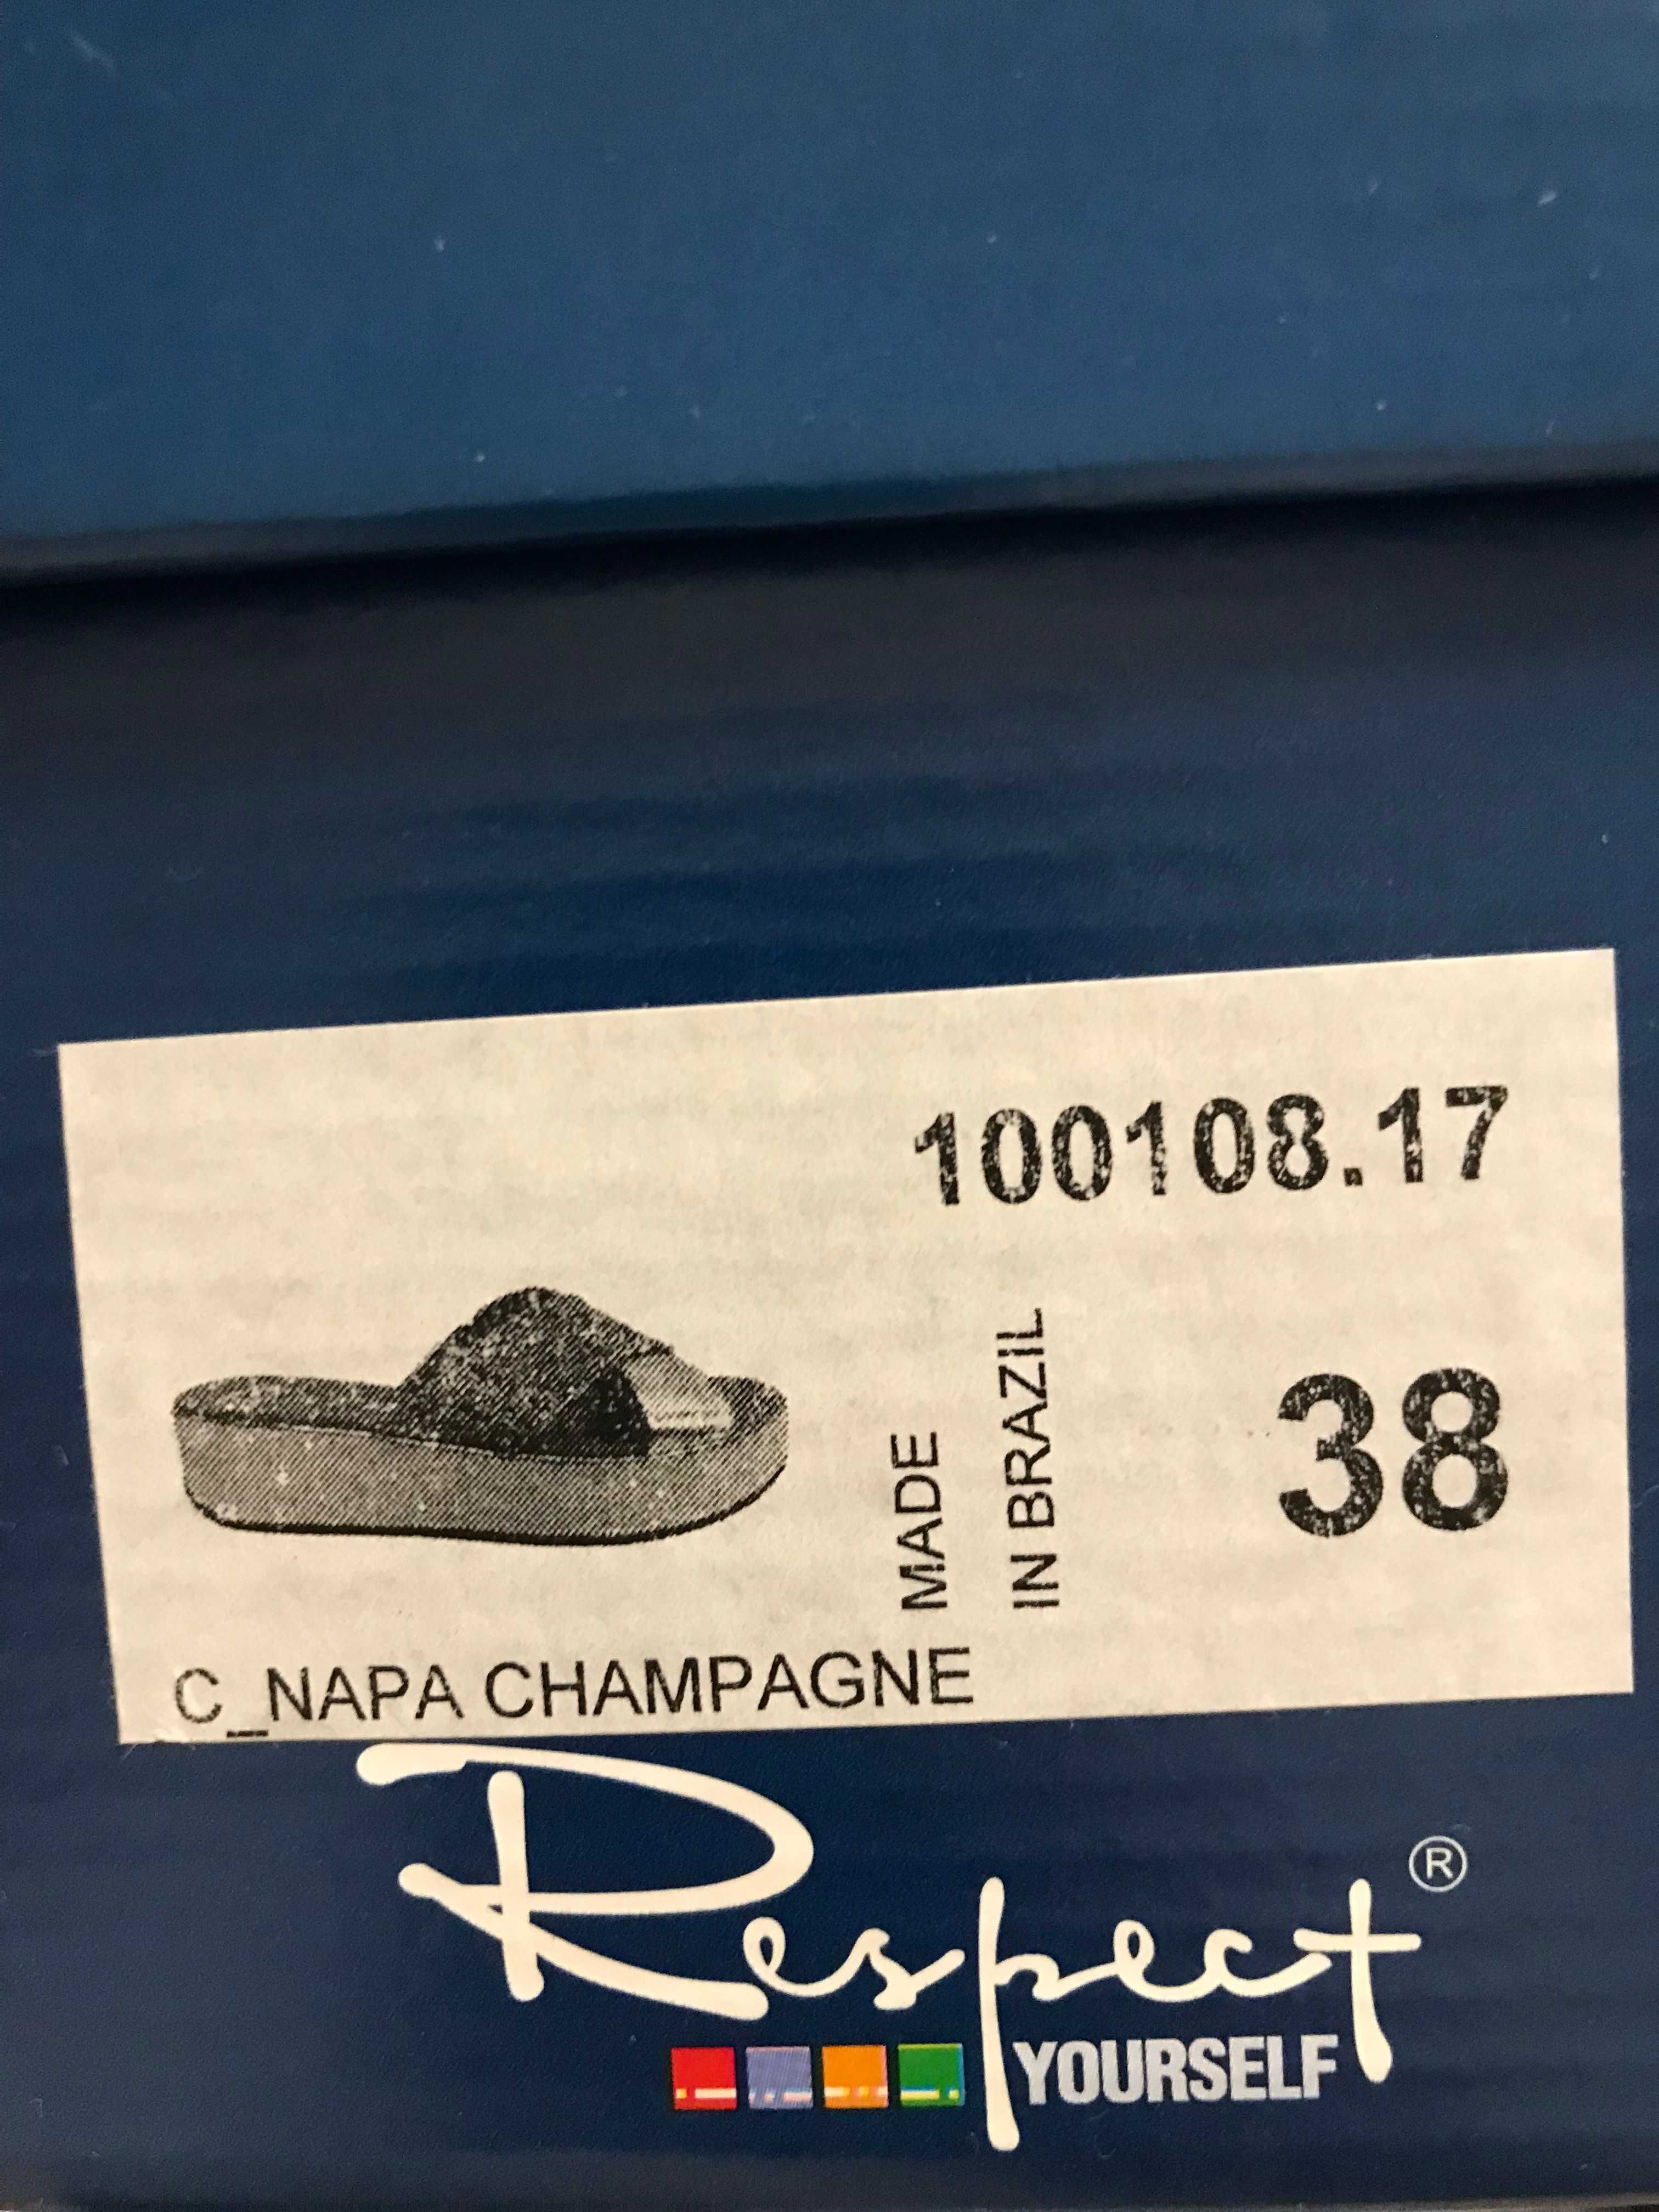 100108.17
MADE
IN BRAZIL
38
C_NAPA CHAMPAGNE
Respect®
YOURSELF